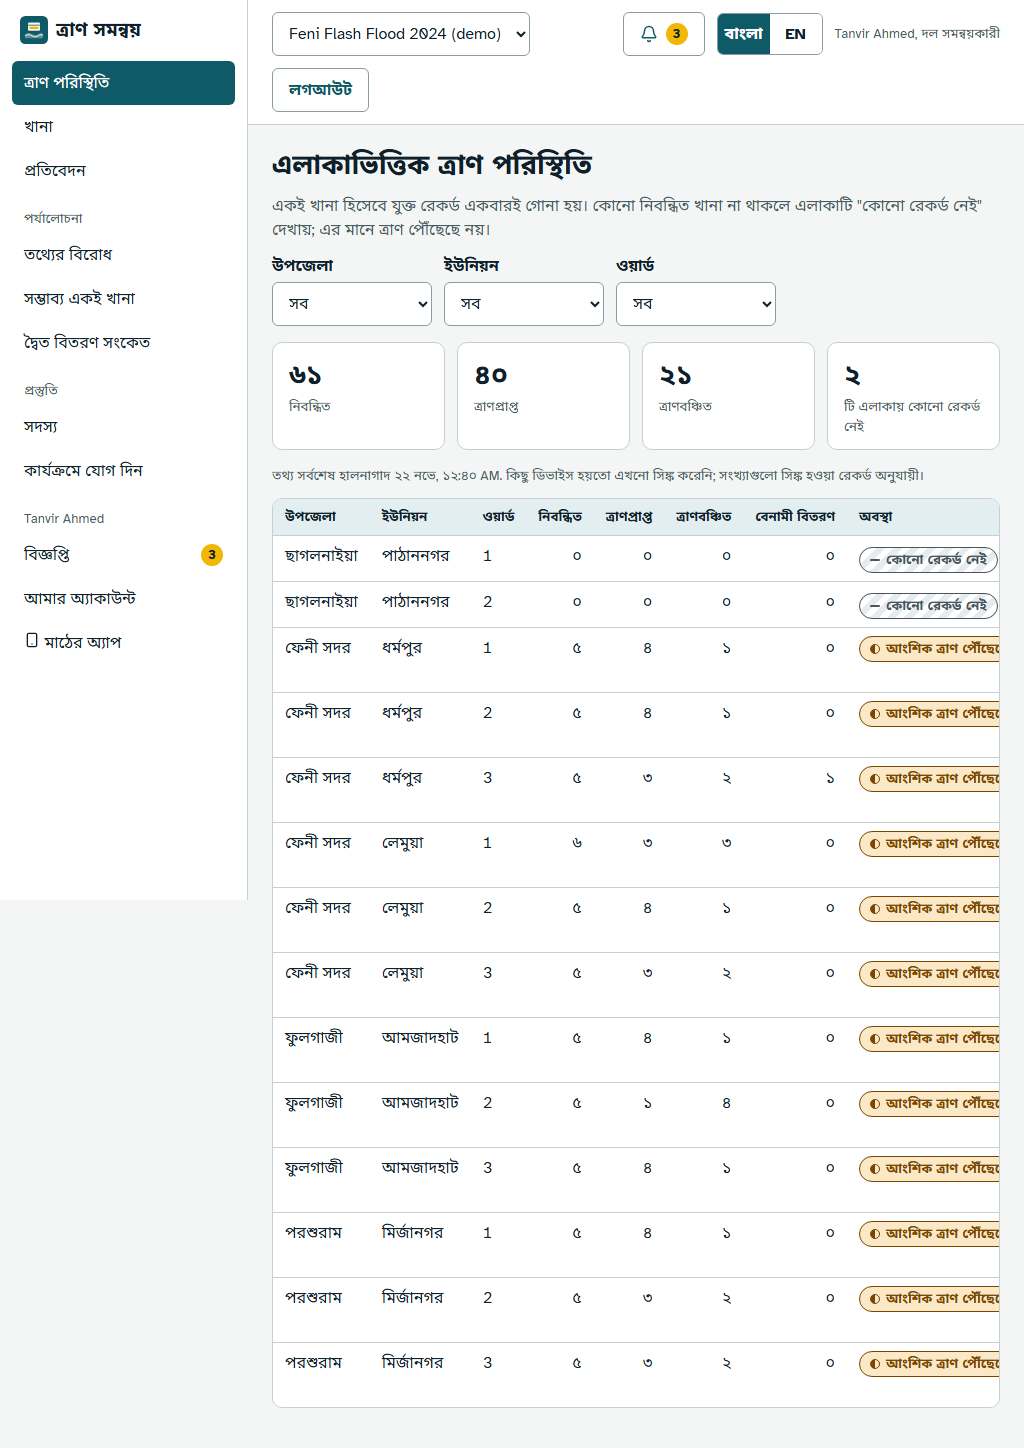 ত্রাণ সমন্বয়
ত্রাণ পরিস্থিতি
খানা
প্রতিবেদন
পর্যালোচনা
তথ্যের বিরোধ
সম্ভাব্য একই খানা
দ্বৈত বিতরণ সংকেত
প্রস্তুতি
সদস্য
কার্যক্রমে যোগ দিন
Tanvir Ahmed
বিজ্ঞপ্তি 3
আমার অ্যাকাউন্ট
মাঠের অ্যাপ
Feni Flash Flood 2024 (demo)
3
বাংলা EN
Tanvir Ahmed, দল সমন্বয়কারী
লগআউট
এলাকাভিত্তিক ত্রাণ পরিস্থিতি
একই খানা হিসেবে যুক্ত রেকর্ড একবারই গোনা হয়। কোনো নিবন্ধিত খানা না থাকলে এলাকাটি "কোনো রেকর্ড নেই"
দেখায়; এর মানে ত্রাণ পৌঁছেছে নয়।
উপজেলা ইউনিয়ন ওয়ার্ড
সব সব সব
৬১ ৪০ ২১ ২
নিবন্ধিত ত্রাণপ্রাপ্ত ত্রাণবঞ্চিত টি এলাকায় কোনো রেকর্ড
নেই
তথ্য সর্বশেষ হালনাগাদ ২২ নভে, ১২:৪০ AM. কিছু ডিভাইস হয়তো এখনো সিঙ্ক করেনি; সংখ্যাগুলো সিঙ্ক হওয়া রেকর্ড অনুযায়ী।
উপজেলা ইউনিয়ন ওয়ার্ড নিবন্ধিত ত্রাণপ্রাপ্ত ত্রাণবঞ্চিত বেনামী বিতরণ অবস্থা
ছাগলনাইয়া পাঠাননগর 1 ০ ০ ০ ০ – কোনো রেকর্ড নেই
ছাগলনাইয়া পাঠাননগর 2 ০ ০ ০ ০ – কোনো রেকর্ড নেই
ফেনী সদর ধর্মপুর 1 ৫ ৪ ১ ০ আংশিক ত্রাণ পৌঁছেছে
ফেনী সদর ধর্মপুর 2 ৫ ৪ ১ ০ আংশিক ত্রাণ পৌঁছেছে
ফেনী সদর ধর্মপুর 3 ৫ ৩ ২ ১ আংশিক ত্রাণ পৌঁছেছে
ফেনী সদর লেমুয়া 1 ৬ ৩ ৩ ০ আংশিক ত্রাণ পৌঁছেছে
ফেনী সদর লেমুয়া 2 ৫ ৪ ১ ০ আংশিক ত্রাণ পৌঁছেছে
ফেনী সদর লেমুয়া 3 ৫ ৩ ২ ০ আংশিক ত্রাণ পৌঁছেছে
ফুলগাজী আমজাদহাট 1 ৫ ৪ ১ ০ আংশিক ত্রাণ পৌঁছেছে
ফুলগাজী আমজাদহাট 2 ৫ ১ ৪ ০ আংশিক ত্রাণ পৌঁছেছে
ফুলগাজী আমজাদহাট 3 ৫ ৪ ১ ০ আংশিক ত্রাণ পৌঁছেছে
পরশুরাম মির্জানগর 1 ৫ ৪ ১ ০ আংশিক ত্রাণ পৌঁছেছে
পরশুরাম মির্জানগর 2 ৫ ৩ ২ ০ আংশিক ত্রাণ পৌঁছেছে
পরশুরাম মির্জানগর 3 ৫ ৩ ২ ০ আংশিক ত্রাণ পৌঁছেছে